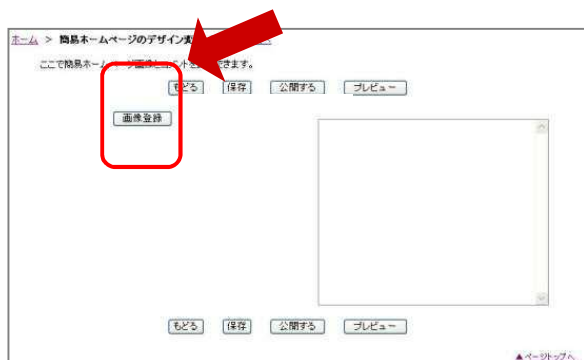 ホーム > 簡易ホームページのデザイン変
ここで簡易ホーム
できます。
もどる 保存 公開する プレビュー
画像登録
もどる 保存 公開する プレビュー
▲ページトップへ